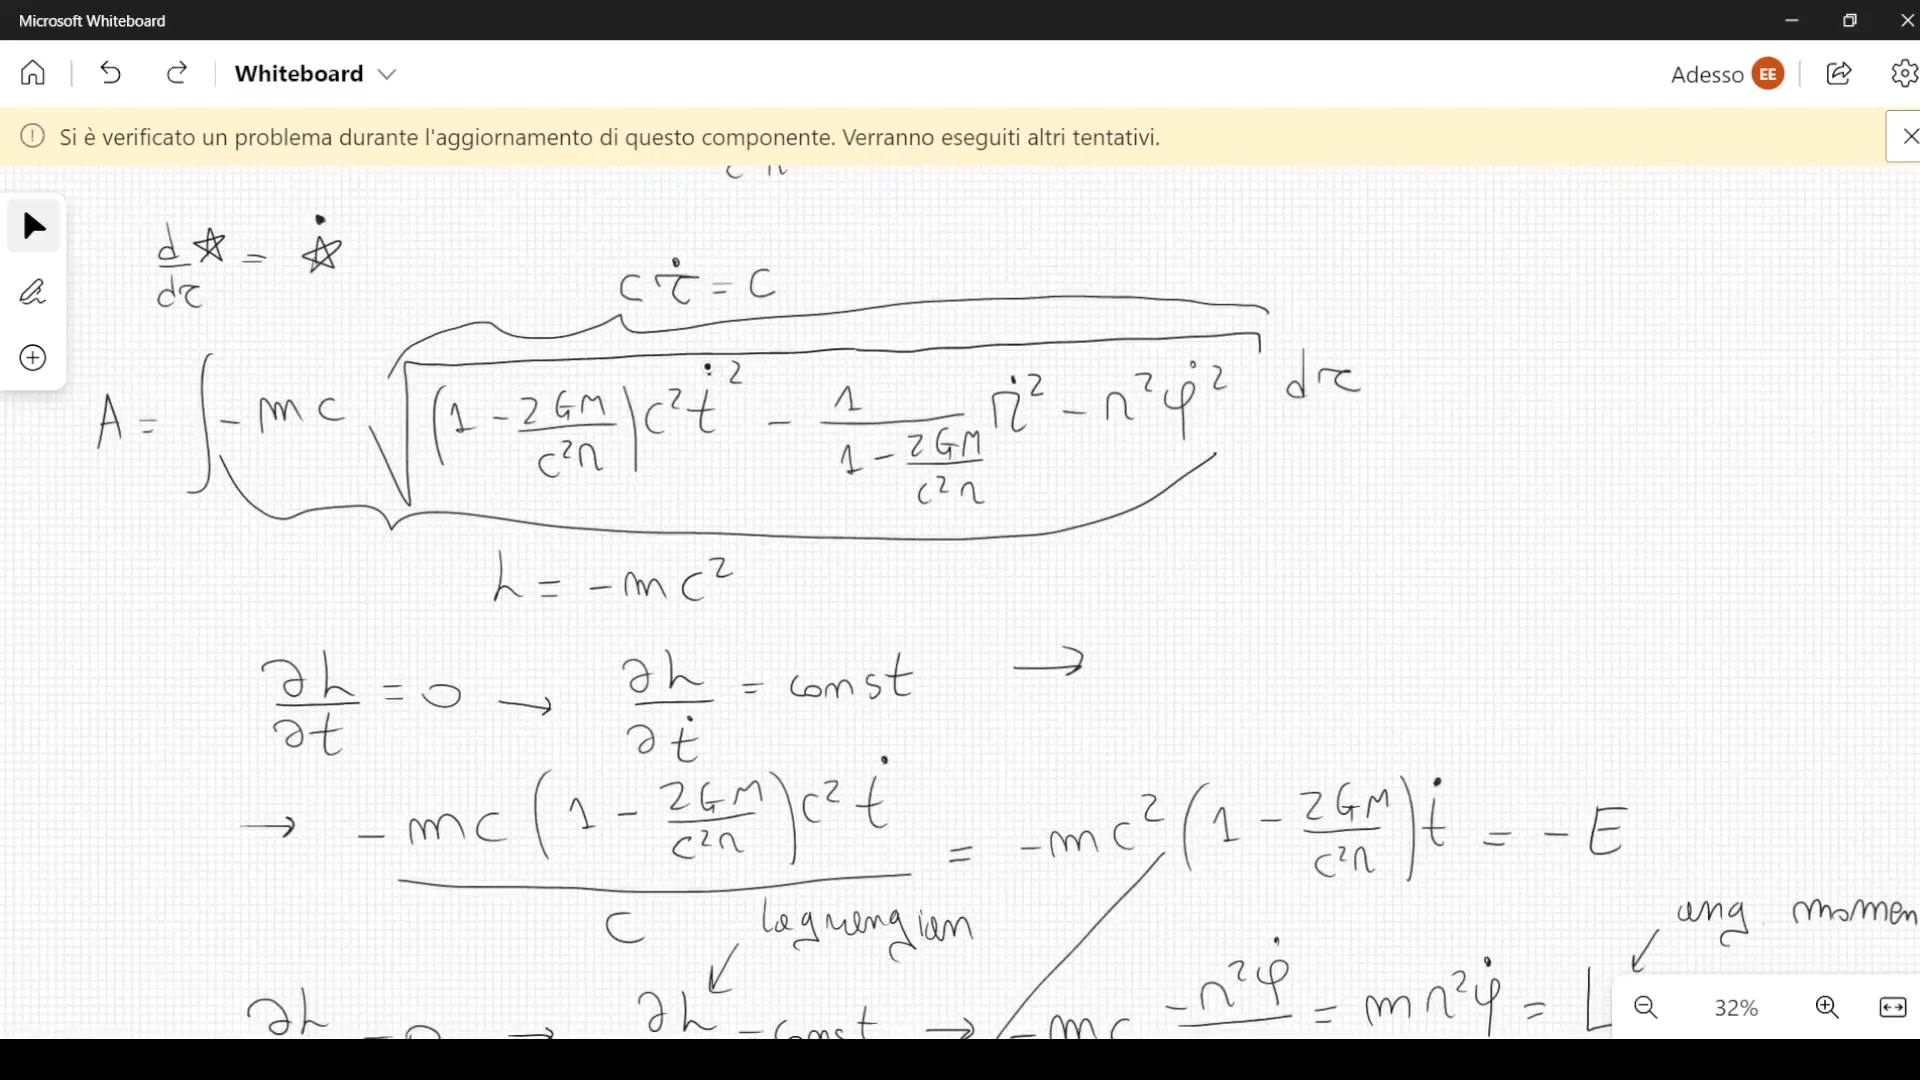 Microsoft Whiteboard
Whiteboard
Adesso EE
Si è verificato un problema durante l'aggiornamento di questo componente. Verranno eseguiti altri tentativi.
d☆/dτ = ☆̇
cτ̇ = c
A = ∫ -mc √((1 - 2GM/c²r)c²ṫ² - 1/(1 - 2GM/c²r) ṙ² - r²φ̇²) dτ
L = -mc²
∂L/∂t = 0 → ∂L/∂ṫ = const →
→ -mc (1 - 2GM/c²r)c²ṫ / c = -mc² (1 - 2GM/c²r)ṫ = -E
lagrangian
ang. momen
∂L = 0 → ∂L = const → -mc -r²φ̇ = mr²φ̇ = L
32%